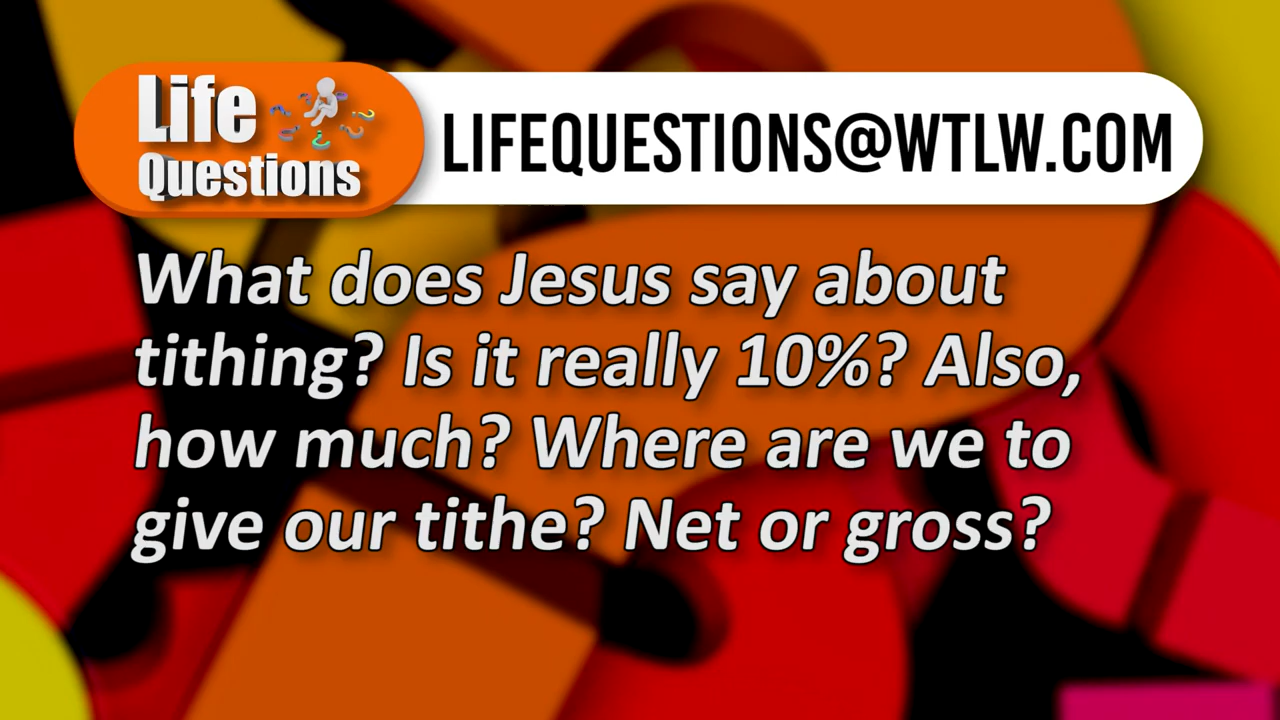 Life
Questions
LIFEQUESTIONS@WTLW.COM
What does Jesus say about
tithing? Is it really 10%? Also,
how much? Where are we to
give our tithe? Net or gross?